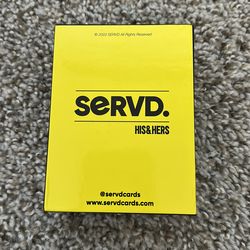 © 2022 SERVD All Rights Reserved
SERVD.
HIS&HERS
@servdcards
www.servdcards.com